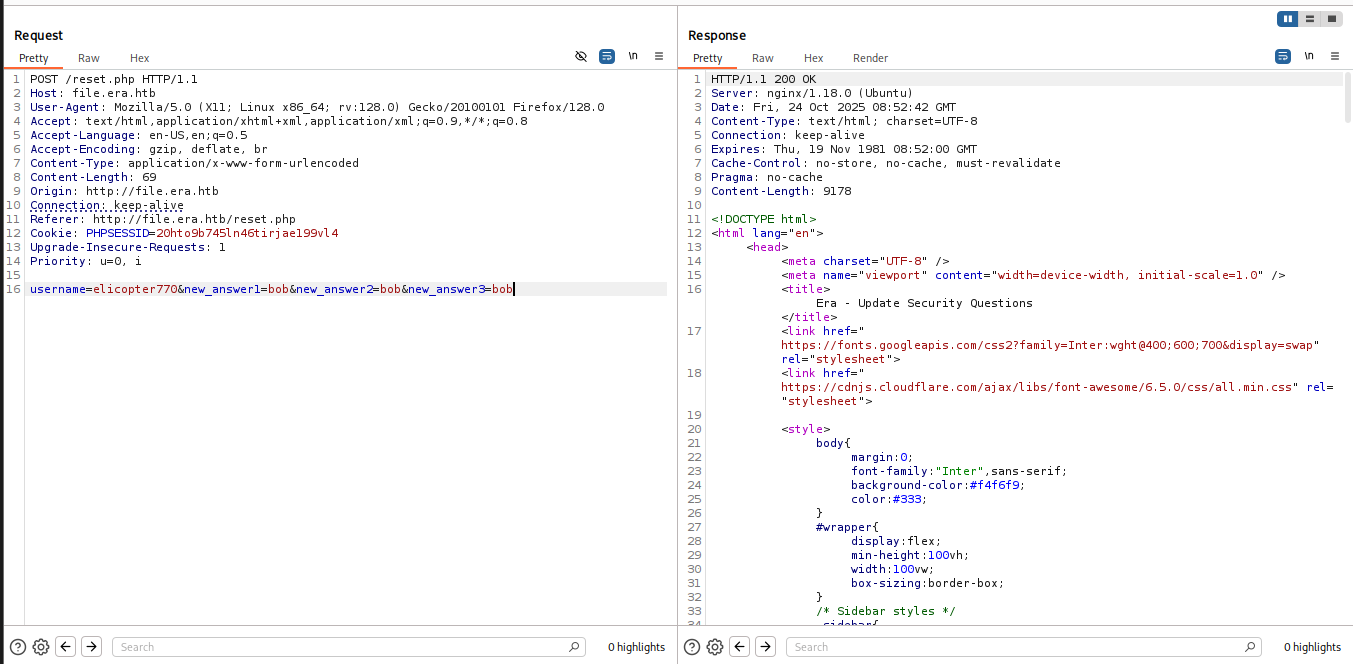 Request
Pretty Raw Hex
\n
1 POST /reset.php HTTP/1.1
2 Host: file.era.htb
3 User-Agent: Mozilla/5.0 (X11; Linux x86_64; rv:128.0) Gecko/20100101 Firefox/128.0
4 Accept: text/html,application/xhtml+xml,application/xml;q=0.9,*/*;q=0.8
5 Accept-Language: en-US,en;q=0.5
6 Accept-Encoding: gzip, deflate, br
7 Content-Type: application/x-www-form-urlencoded
8 Content-Length: 69
9 Origin: http://file.era.htb
10 Connection: keep-alive
11 Referer: http://file.era.htb/reset.php
12 Cookie: PHPSESSID=20hto9b745ln46tirjae199vl4
13 Upgrade-Insecure-Requests: 1
14 Priority: u=0, i
15
16 username=elicopter770&new_answer1=bob&new_answer2=bob&new_answer3=bob
Search
0 highlights
Response
Pretty Raw Hex Render
\n
1 HTTP/1.1 200 OK
2 Server: nginx/1.18.0 (Ubuntu)
3 Date: Fri, 24 Oct 2025 08:52:42 GMT
4 Content-Type: text/html; charset=UTF-8
5 Connection: keep-alive
6 Expires: Thu, 19 Nov 1981 08:52:00 GMT
7 Cache-Control: no-store, no-cache, must-revalidate
8 Pragma: no-cache
9 Content-Length: 9178
10
11 <!DOCTYPE html>
12 <html lang="en">
13 <head>
14 <meta charset="UTF-8" />
15 <meta name="viewport" content="width=device-width, initial-scale=1.0" />
16 <title>
Era - Update Security Questions
</title>
17 <link href="
https://fonts.googleapis.com/css2?family=Inter:wght@400;600;700&display=swap"
rel="stylesheet">
18 <link href="
https://cdnjs.cloudflare.com/ajax/libs/font-awesome/6.5.0/css/all.min.css" rel=
"stylesheet">
19
20 <style>
21 body{
22 margin:0;
23 font-family:"Inter",sans-serif;
24 background-color:#f4f6f9;
25 color:#333;
26 }
27 #wrapper{
28 display:flex;
29 min-height:100vh;
30 width:100vw;
31 box-sizing:border-box;
32 }
33 /* Sidebar styles */
34 .sidebar{
Search
0 highlights